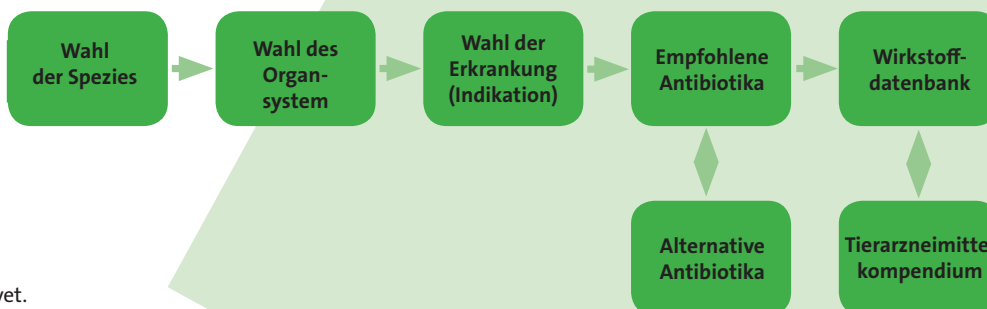 Wahl
der Spezies
Wahl des
Organ-
system
Wahl der
Erkrankung
(Indikation)
Empfohlene
Antibiotika
Wirkstoff-
datenbank
Alternative
Antibiotika
Tierarzneimitte
kompendium
vet.